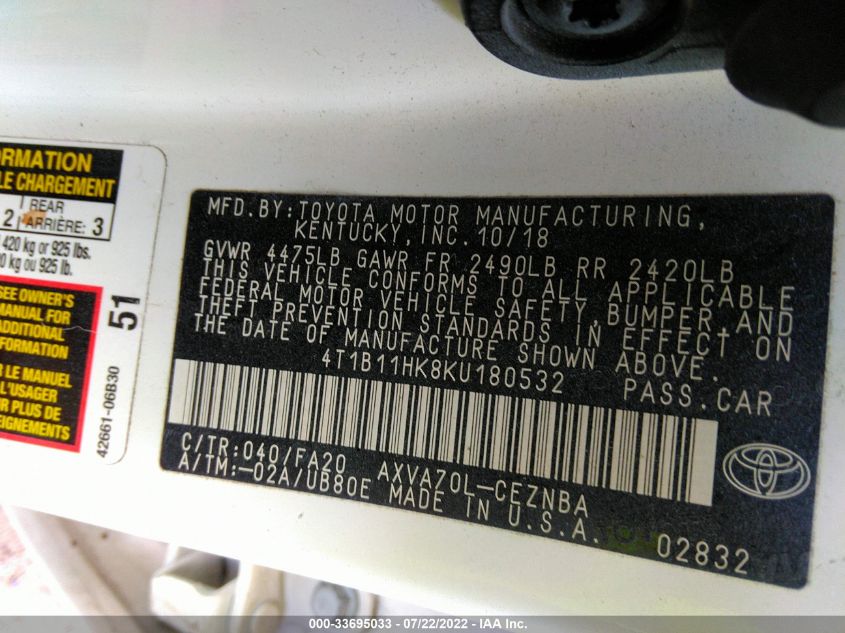 ORMATION
LE CHARGEMENT
2 REAR
ARRIÈRE: 3
420 kg or 925 lbs.
0 kg ou 925 lb.
SEE OWNER'S
MANUAL FOR
ADDITIONAL
INFORMATION
LE MANUEL
L'USAGER
PLUS DE
EIGNEMENTS
51
42661-06B30
MFD.BY:TOYOTA MOTOR MANUFACTURING,
KENTUCKY,INC.10/18
GVWR 4475LB GAWR FR 2490LB RR 2420LB
THIS VEHICLE CONFORMS TO ALL APPLICABLE
FEDERAL MOTOR VEHICLE SAFETY,BUMPER,AND
THEFT PREVENTION STANDARDS IN EFFECT ON
THE DATE OF MANUFACTURE SHOWN ABOVE.
4T1B11HK8KU180532 PASS.CAR
C/TR:040/FA20 AXVA70L-CEZNBA
A/TM:-02A/UB80E MADE IN U.S.A.
02832
000-33695033 - 07/22/2022 - IAA Inc.